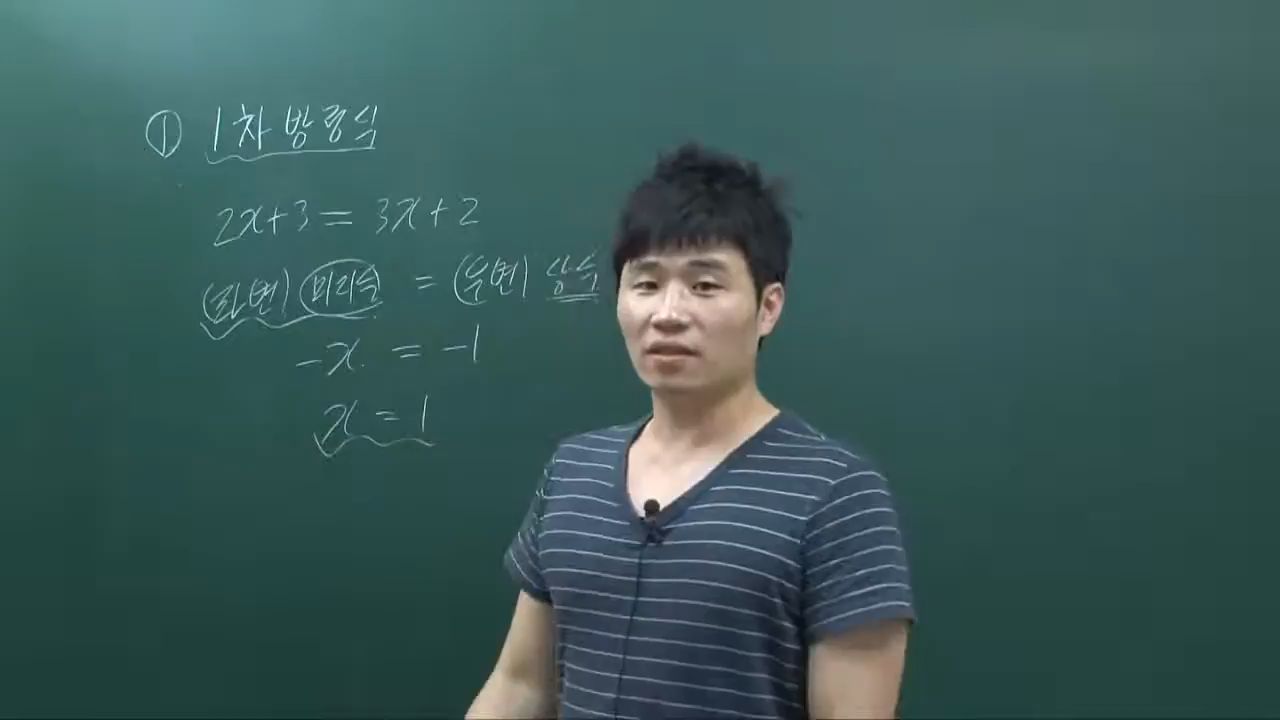 ① 1차 방정식
2x+3 = 3x+2
(좌변) 미지수 = (우변) 상수
-x = -1
x = 1